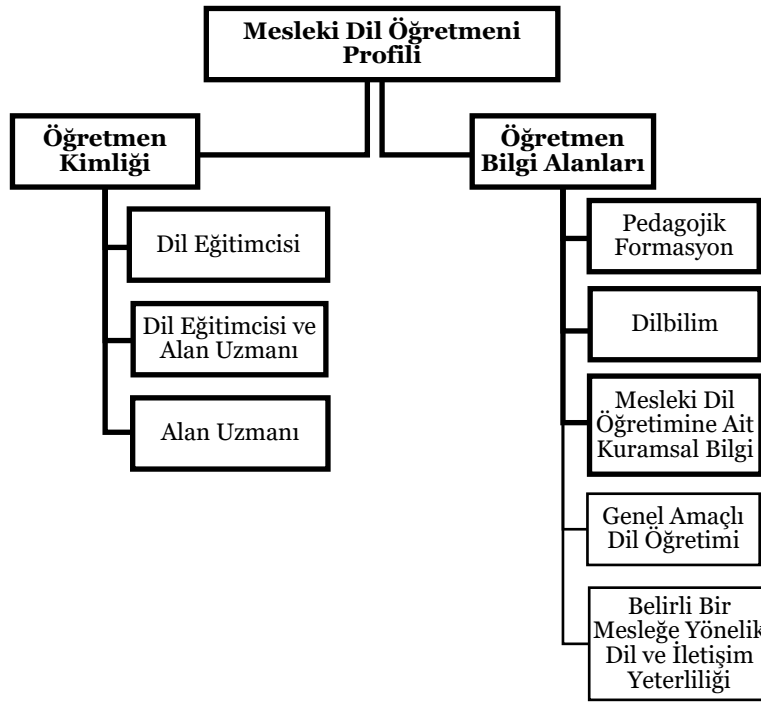 Mesleki Dil Öğretmeni
Profili
Öğretmen
Kimliği
Dil Eğitimcisi
Dil Eğitimcisi ve
Alan Uzmanı
Alan Uzmanı
Öğretmen
Bilgi Alanları
Pedagojik
Formasyon
Dilbilim
Mesleki Dil
Öğretimine Ait
Kuramsal Bilgi
Genel Amaçlı
Dil Öğretimi
Belirli Bir
Mesleğe Yönelik
Dil ve İletişim
Yeterliliği